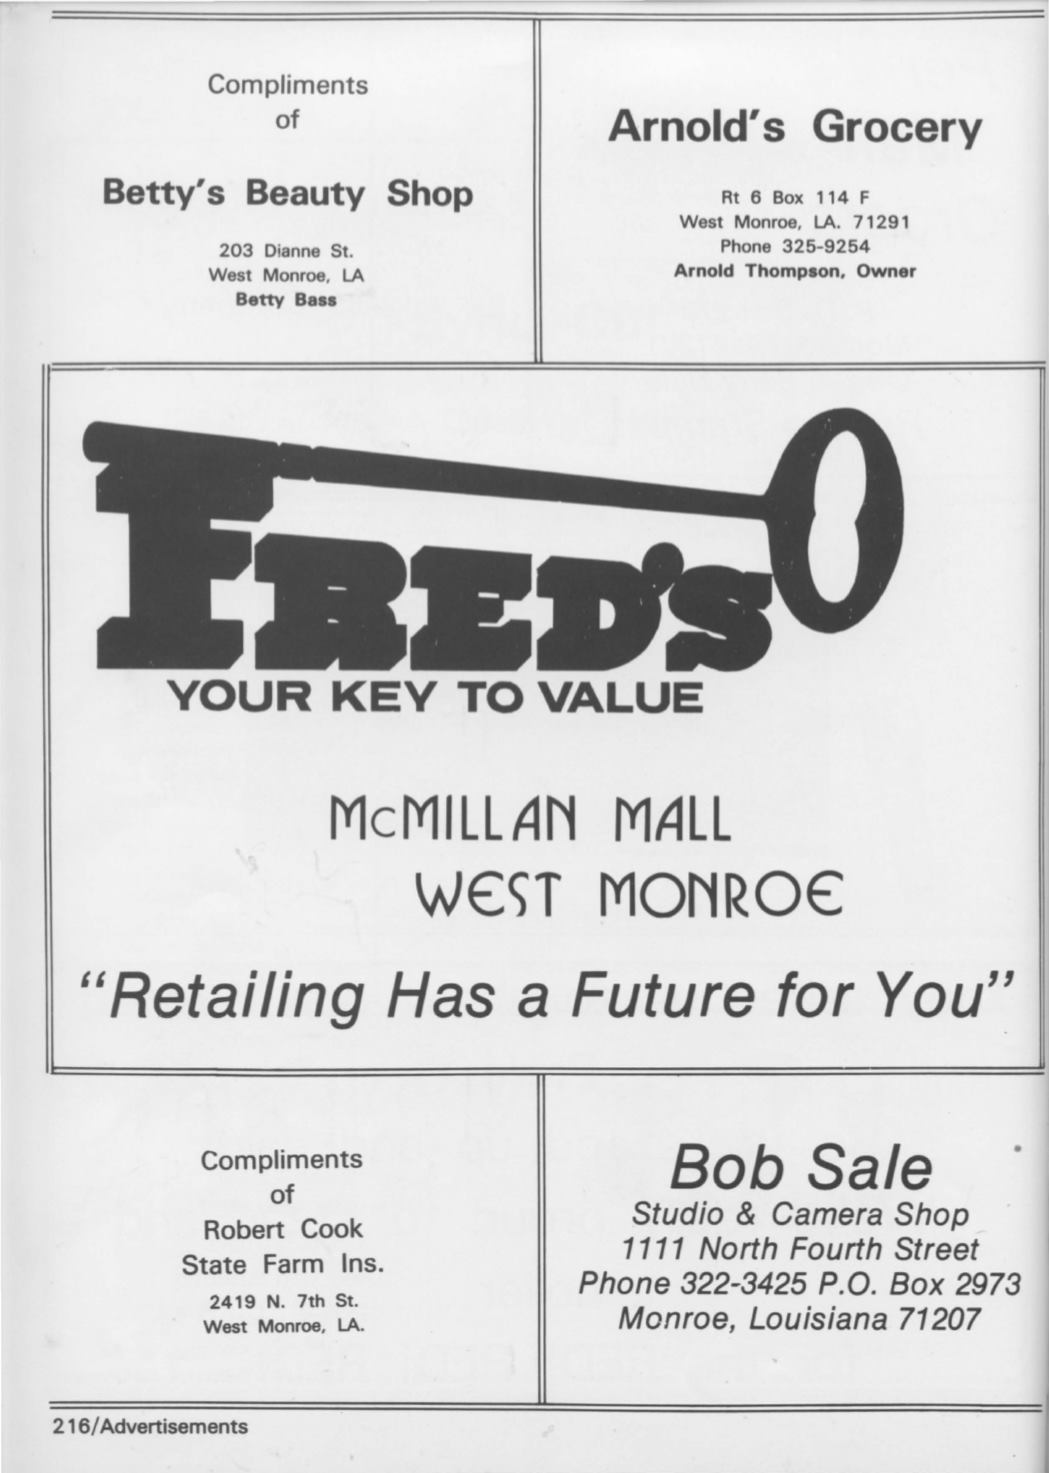 Compliments
of
Betty's Beauty Shop
203 Dianne St.
West Monroe, LA
Betty Bass
Arnold's Grocery
Rt 6 Box 114 F
West Monroe, LA. 71291
Phone 325-9254
Arnold Thompson, Owner
FRED'S
YOUR KEY TO VALUE
McMILLAN MALL
WEST MONROE
"Retailing Has a Future for You"
Compliments
of
Robert Cook
State Farm Ins.
2419 N. 7th St.
West Monroe, LA.
Bob Sale
Studio & Camera Shop
1111 North Fourth Street
Phone 322-3425 P.O. Box 2973
Monroe, Louisiana 71207
216/Advertisements